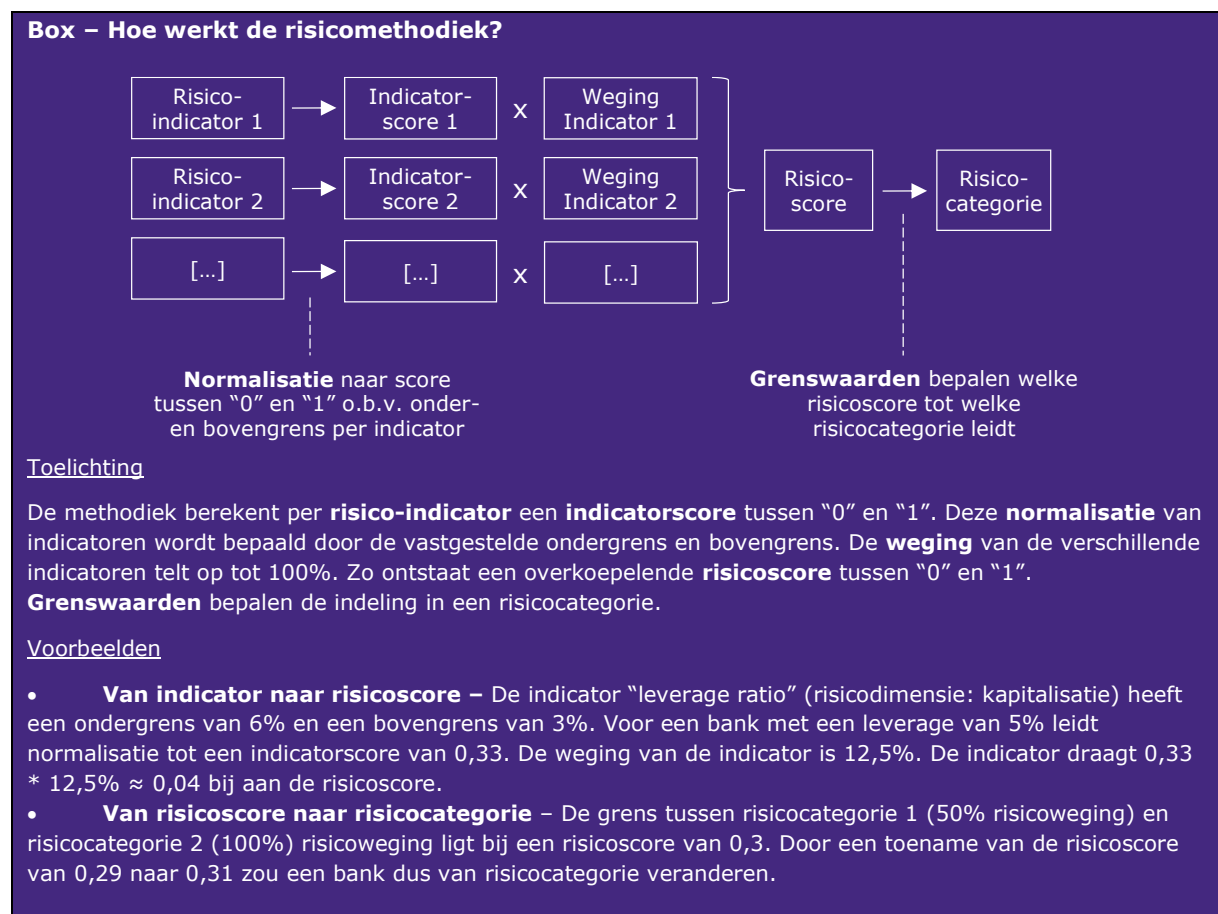 Box – Hoe werkt de risicomethodiek?
Risico-
indicator 1
Indicator-
score 1
x
Weging
Indicator 1
Risico-
indicator 2
Indicator-
score 2
x
Weging
Indicator 2
Risico-
score
Risico-
categorie
[…]
[…]
x
[…]
Normalisatie naar score
tussen “0” en “1” o.b.v. onder-
en bovengrens per indicator
Grenswaarden bepalen welke
risicoscore tot welke
risicocategorie leidt
Toelichting
De methodiek berekent per risico-indicator een indicatorscore tussen “0” en “1”. Deze normalisatie van
indicatoren wordt bepaald door de vastgestelde ondergrens en bovengrens. De weging van de verschillende
indicatoren telt op tot 100%. Zo ontstaat een overkoepelende risicoscore tussen “0” en “1”.
Grenswaarden bepalen de indeling in een risicocategorie.
Voorbeelden
• Van indicator naar risicoscore – De indicator “leverage ratio” (risicodimensie: kapitalisatie) heeft
een ondergrens van 6% en een bovengrens van 3%. Voor een bank met een leverage van 5% leidt
normalisatie tot een indicatorscore van 0,33. De weging van de indicator is 12,5%. De indicator draagt 0,33
* 12,5% ≈ 0,04 bij aan de risicoscore.
• Van risicoscore naar risicocategorie – De grens tussen risicocategorie 1 (50% risicoweging) en
risicocategorie 2 (100%) risicoweging ligt bij een risicoscore van 0,3. Door een toename van de risicoscore
van 0,29 naar 0,31 zou een bank dus van risicocategorie veranderen.